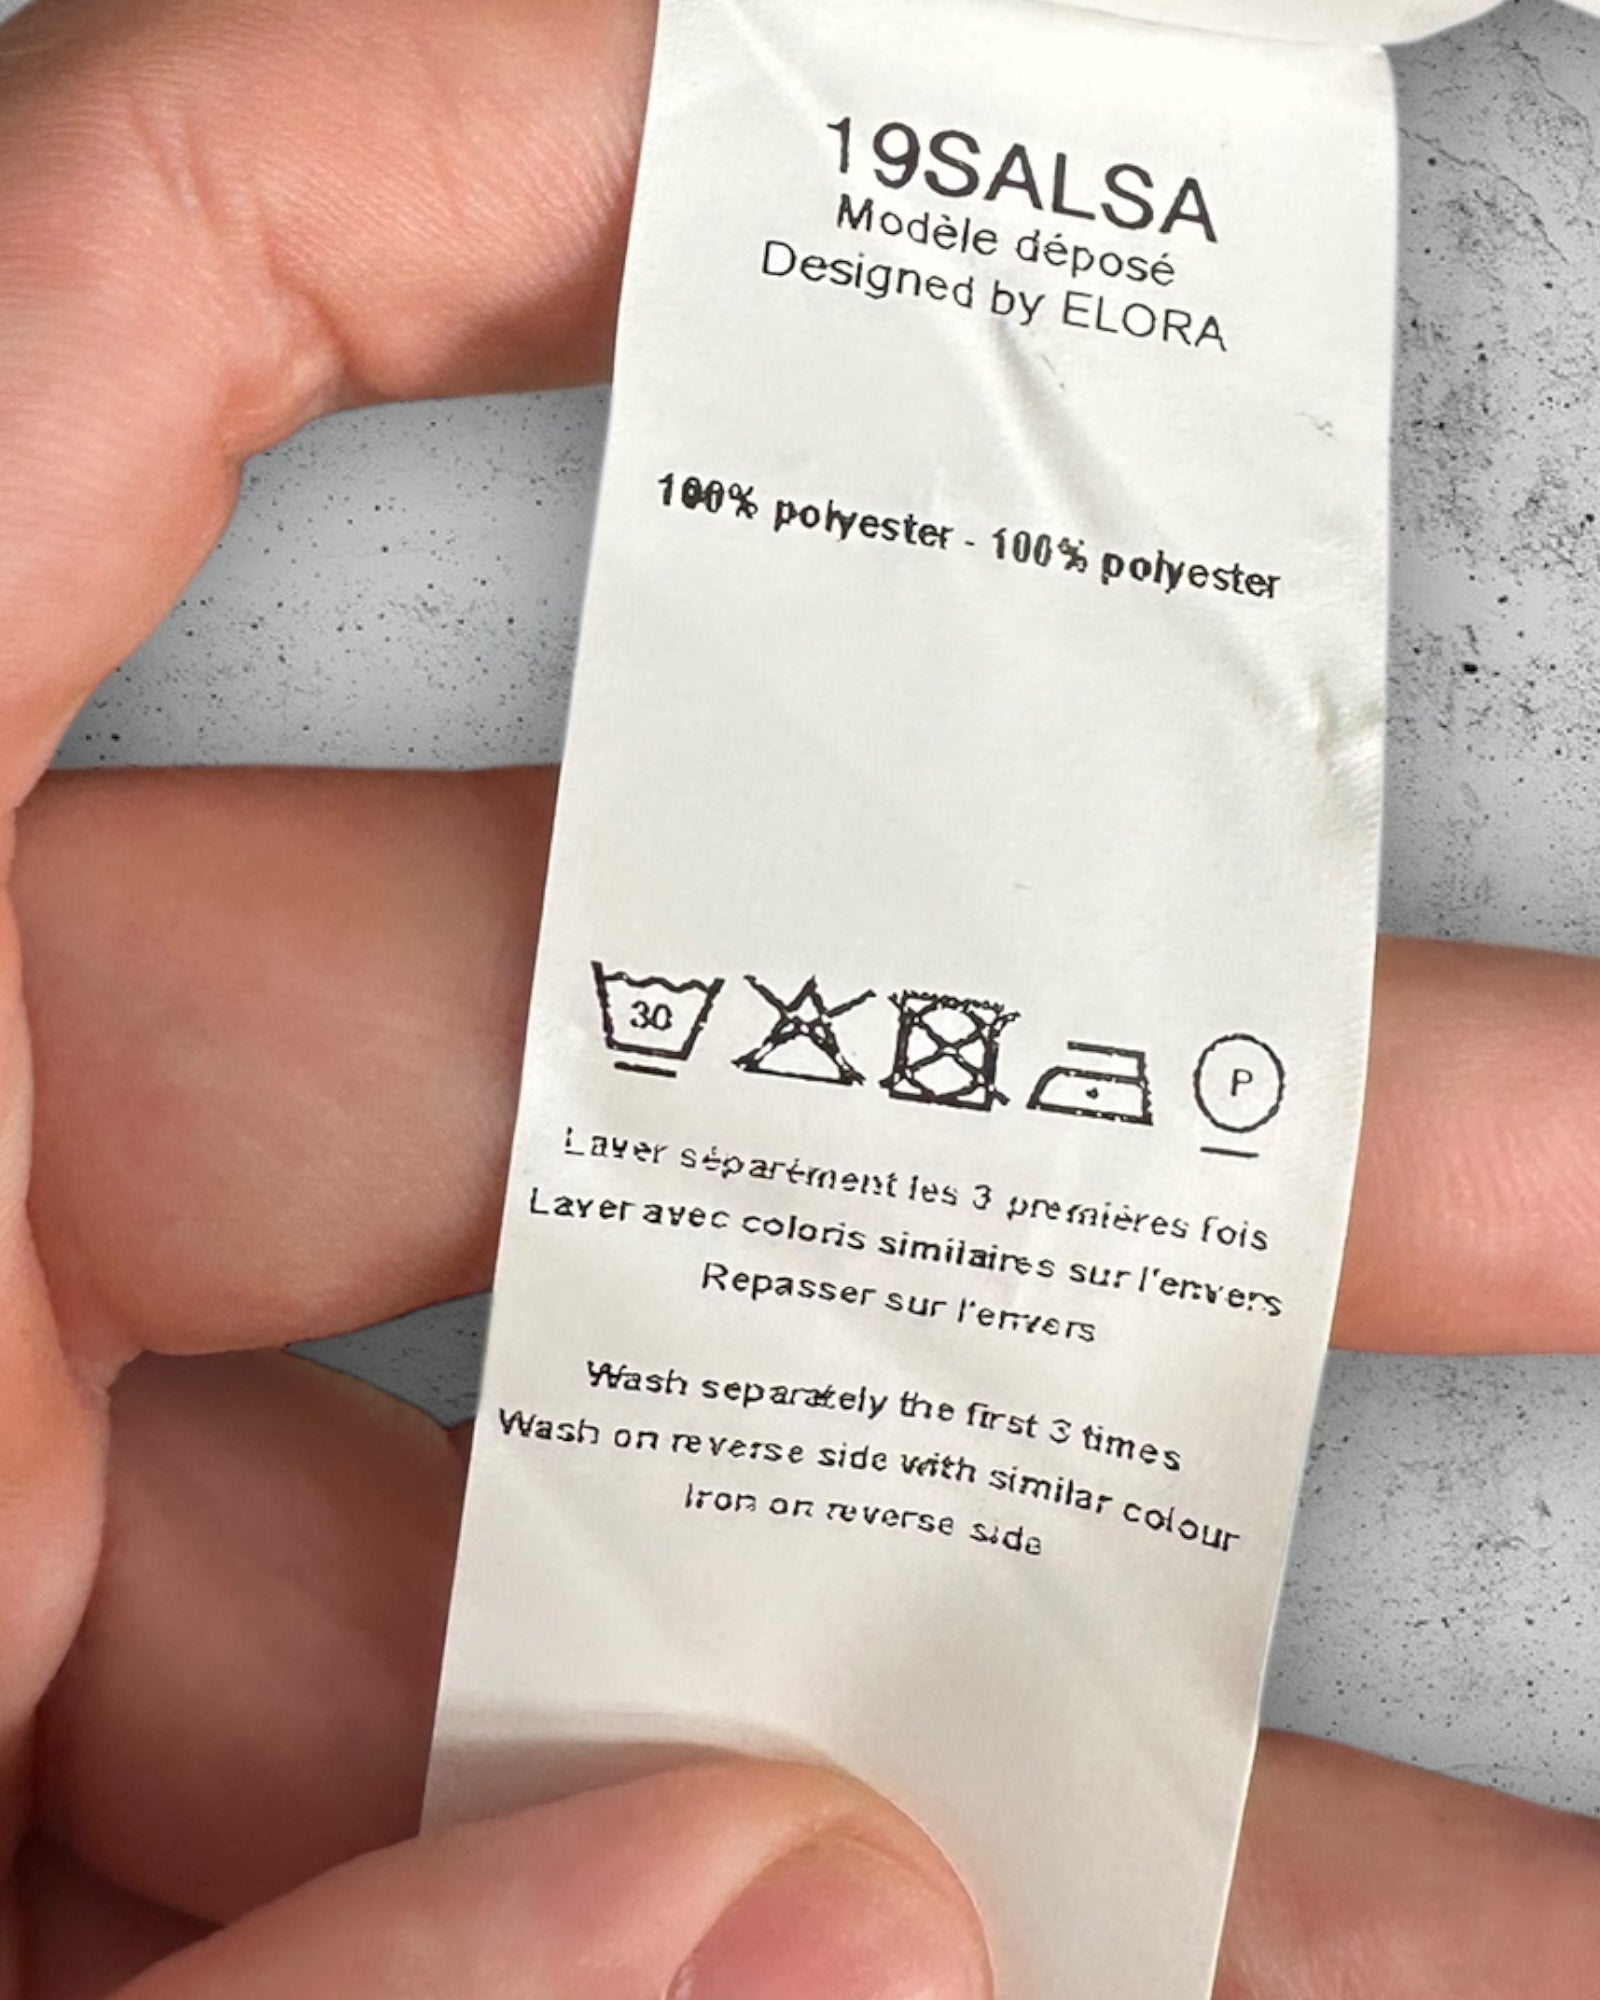 19SALSA
Modèle déposé
Designed by ELORA
100% polyester - 100% polyester
30
P
Laver séparément les 3 premières fois
Laver avec coloris similaires sur l'envers
Repasser sur l'envers
Wash separately the first 3 times
Wash on reverse side with similar colour
Iron on reverse side